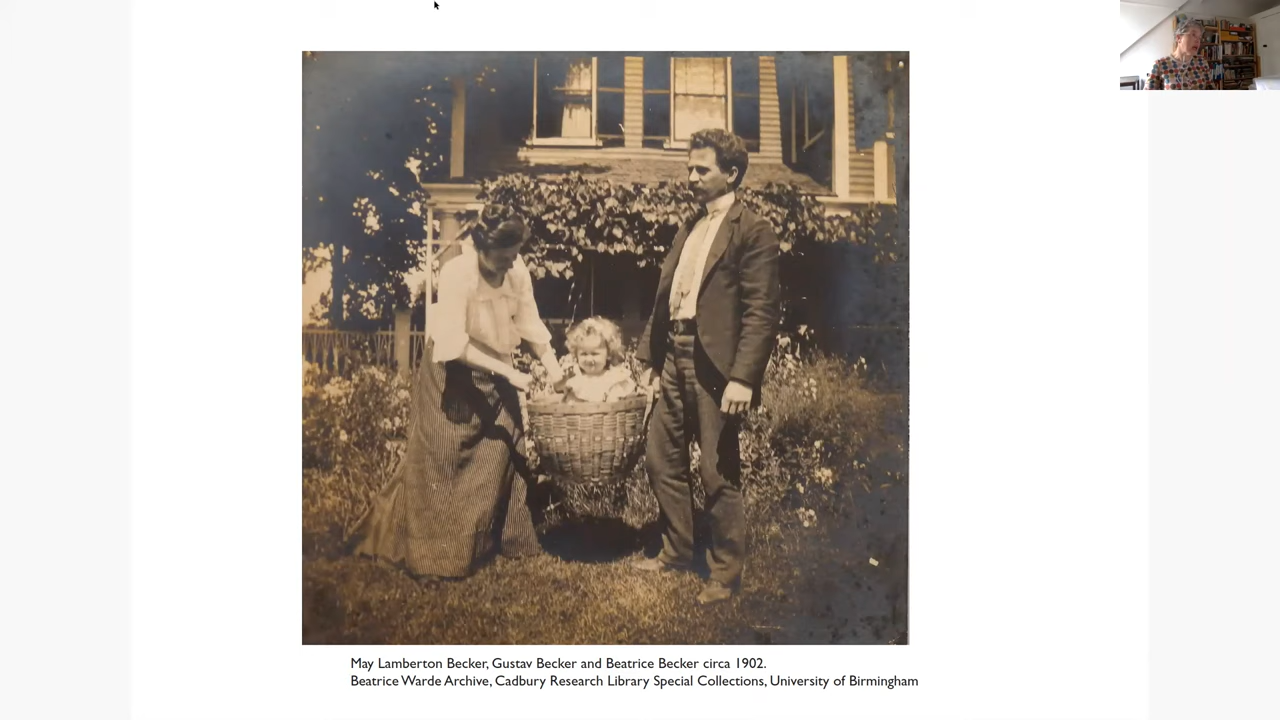 May Lamberton Becker, Gustav Becker and Beatrice Becker circa 1902.
Beatrice Warde Archive, Cadbury Research Library Special Collections, University of Birmingham